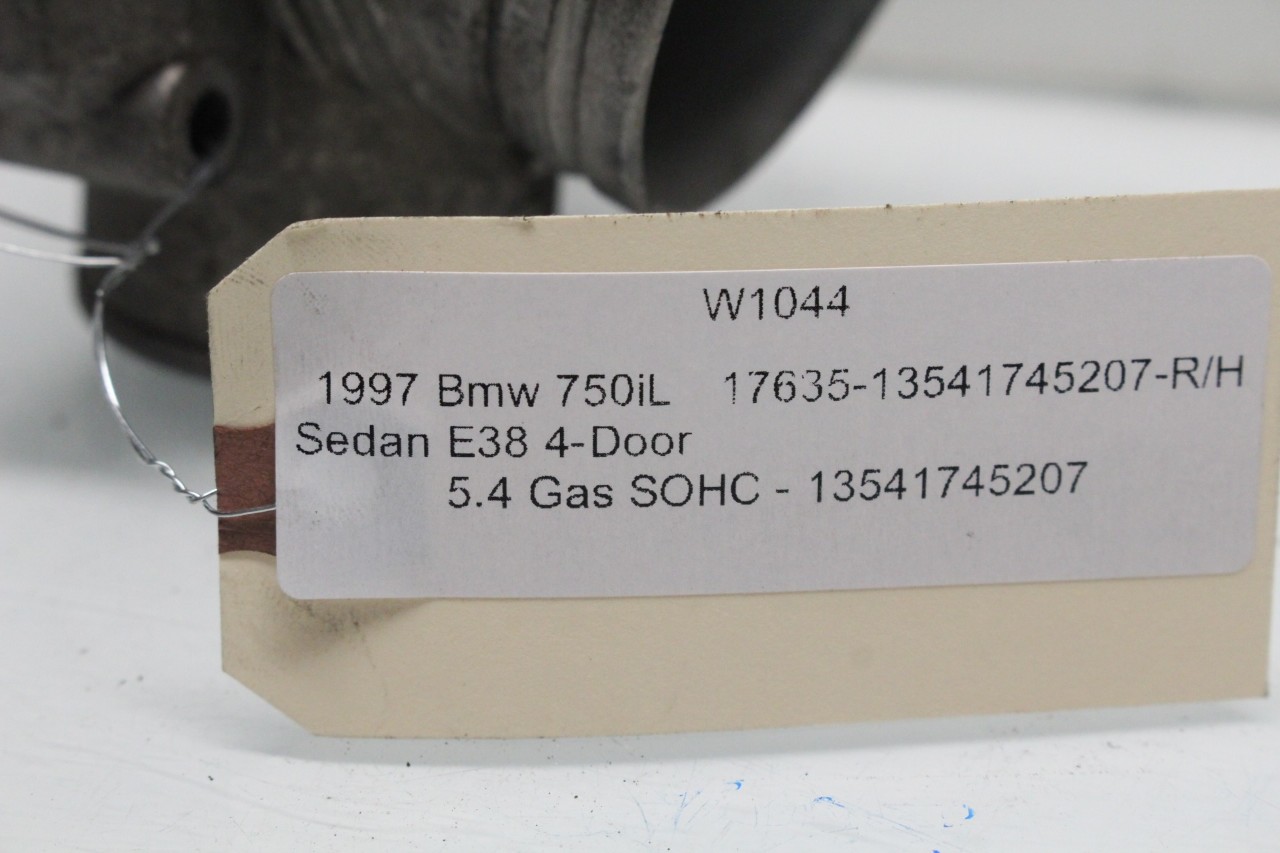 W1044
1997 Bmw 750iL 17635-13541745207-R/H
Sedan E38 4-Door
5.4 Gas SOHC - 13541745207